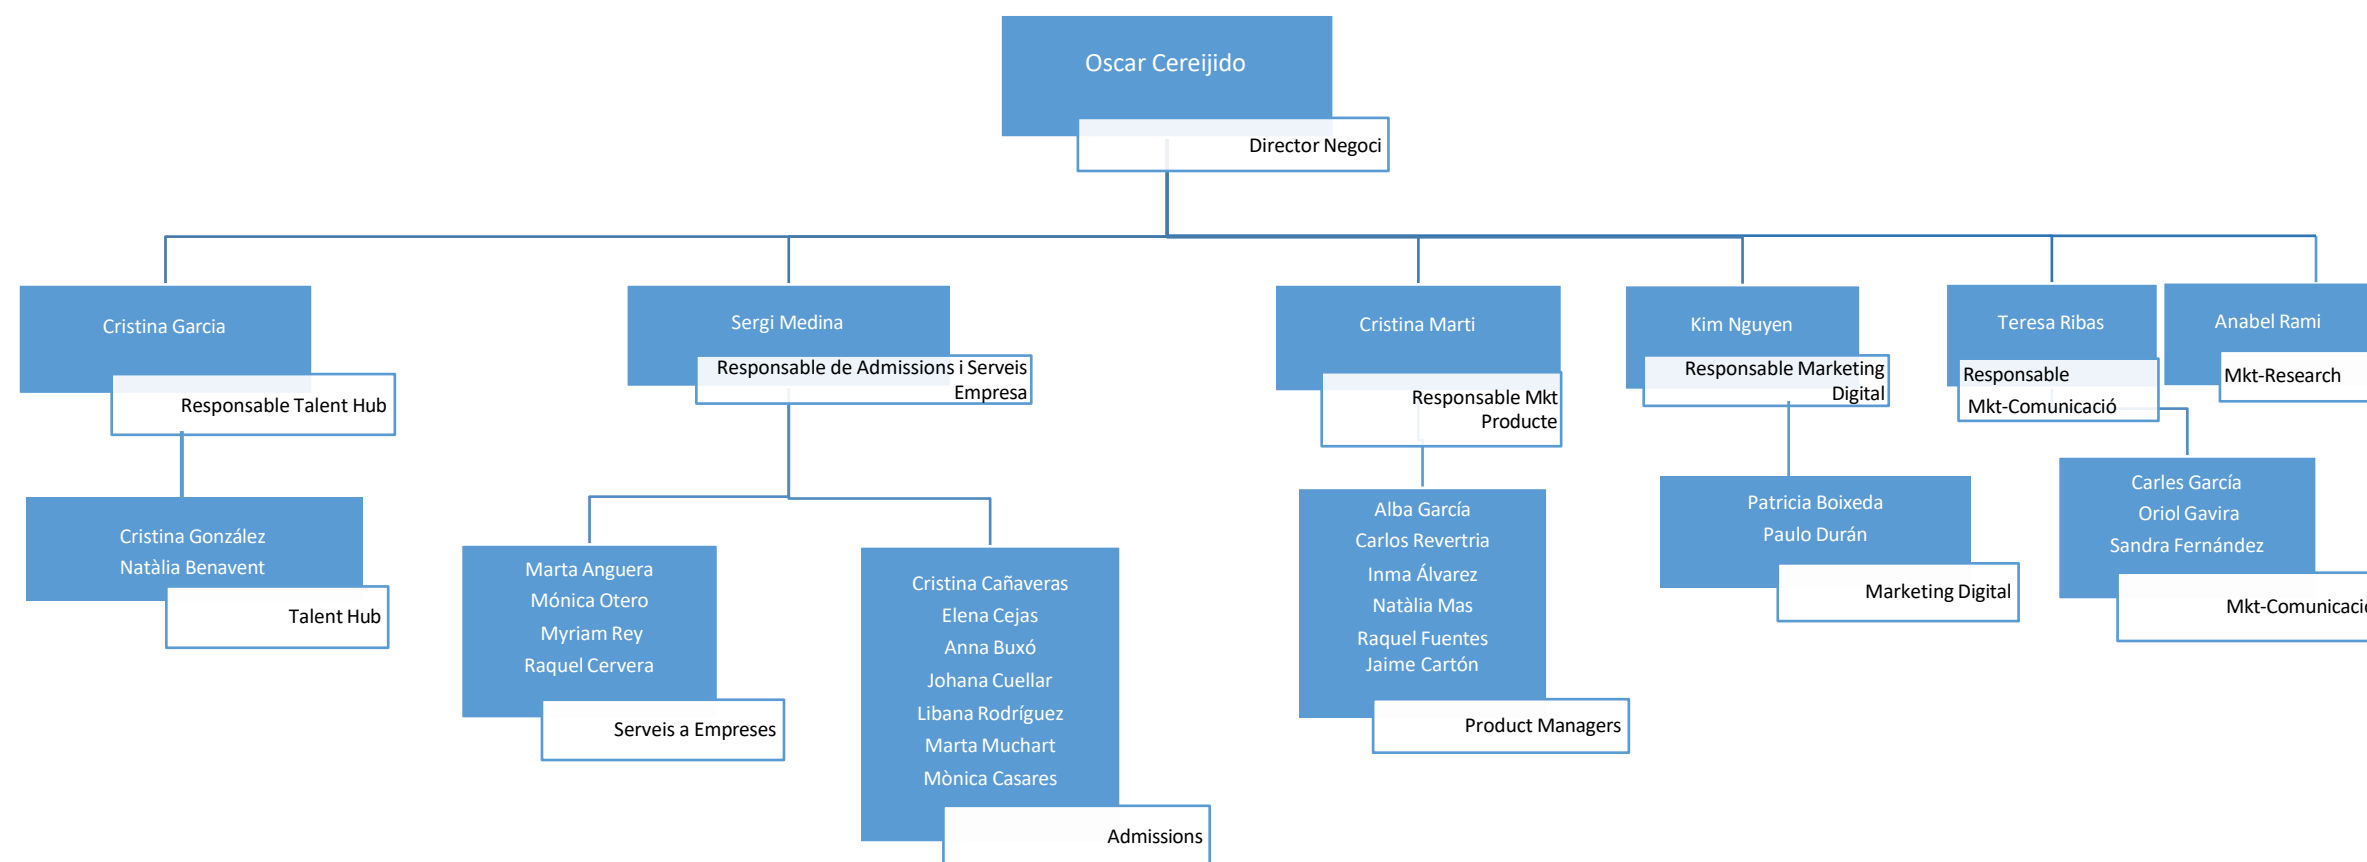 Oscar Cereijido
Director Negoci
Cristina Garcia
Responsable Talent Hub
Sergi Medina
Responsable de Admissions i Serveis
Empresa
Cristina Marti
Responsable Mkt
Producte
Kim Nguyen
Responsable Marketing
Digital
Teresa Ribas
Responsable
Mkt-Comunicació
Anabel Rami
Mkt-Research
Cristina González
Natàlia Benavent
Talent Hub
Marta Anguera
Mónica Otero
Myriam Rey
Raquel Cervera
Serveis a Empreses
Cristina Cañaveras
Elena Cejas
Anna Buxó
Johana Cuellar
Libana Rodríguez
Marta Muchart
Mònica Casares
Admissions
Alba García
Carlos Revertria
Inma Álvarez
Natàlia Mas
Raquel Fuentes
Jaime Cartón
Product Managers
Patricia Boixeda
Paulo Durán
Marketing Digital
Carles García
Oriol Gavira
Sandra Fernández
Mkt-Comunicació